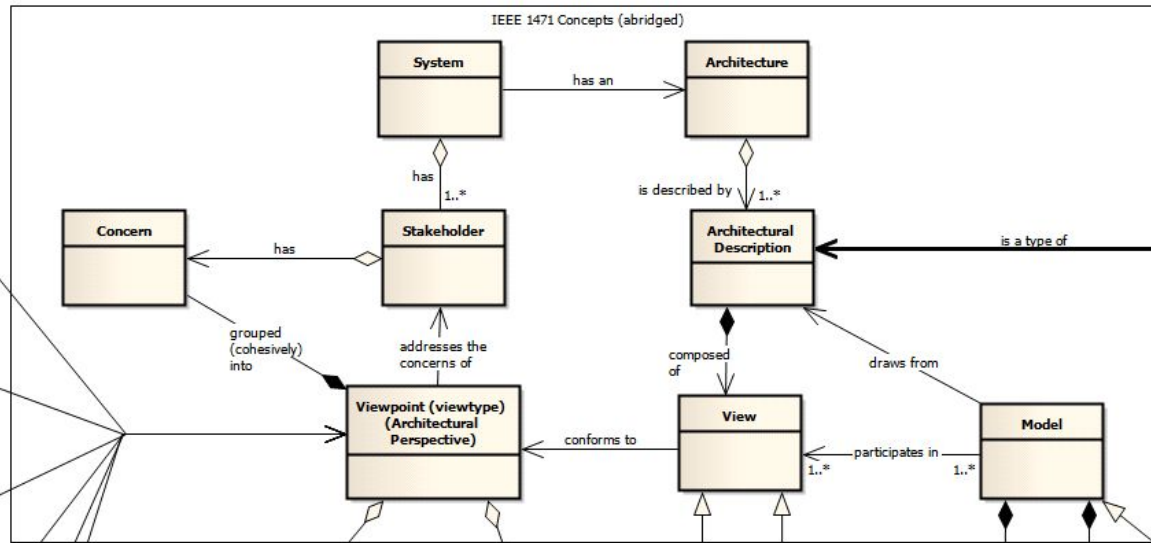 IEEE 1471 Concepts (abridged)
System
Architecture
has an
has
1..*
is described by
1..*
Concern
Stakeholder
Architectural
Description
has
is a type of
grouped
(cohesively)
into
addresses the
concerns of
composed
of
draws from
Viewpoint (viewtype)
(Architectural
Perspective)
View
Model
conforms to
participates in
1..*
1..*